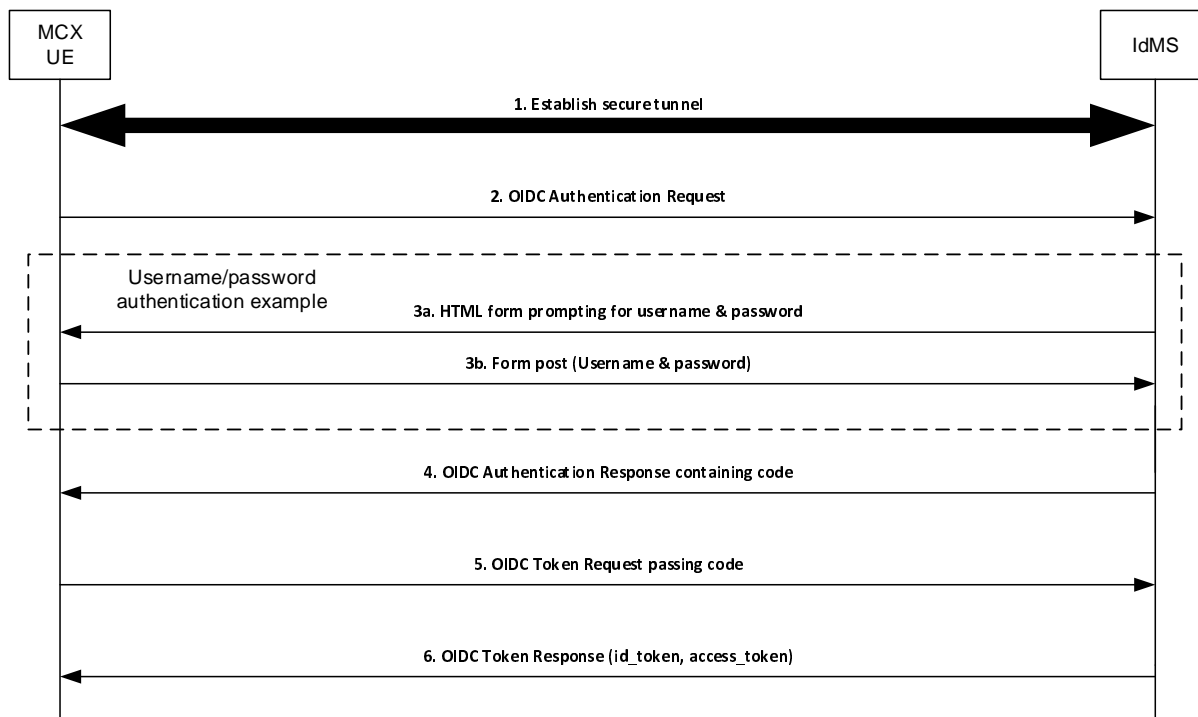 MCX
UE
IdMS
1. Establish secure tunnel
2. OIDC Authentication Request
Username/password
authentication example
3a. HTML form prompting for username & password
3b. Form post (Username & password)
4. OIDC Authentication Response containing code
5. OIDC Token Request passing code
6. OIDC Token Response (id_token, access_token)